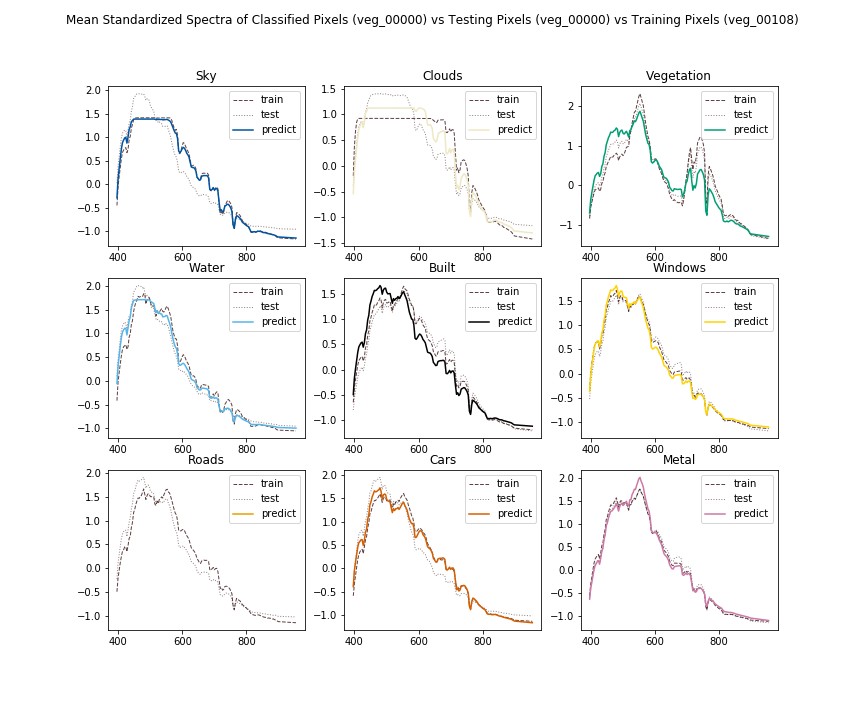 Mean Standardized Spectra of Classified Pixels (veg_00000) vs Testing Pixels (veg_00000) vs Training Pixels (veg_00108)
Sky
2.0
1.5
1.0
0.5
0.0
−0.5
−1.0
400
600
800
train
test
predict
Clouds
1.5
1.0
0.5
0.0
−0.5
−1.0
−1.5
400
600
800
train
test
predict
Vegetation
2
1
0
−1
400
600
800
train
test
predict
Water
2.0
1.5
1.0
0.5
0.0
−0.5
−1.0
400
600
800
train
test
predict
Built
1.5
1.0
0.5
0.0
−0.5
−1.0
400
600
800
train
test
predict
Windows
1.5
1.0
0.5
0.0
−0.5
−1.0
400
600
800
train
test
predict
Roads
2.0
1.5
1.0
0.5
0.0
−0.5
−1.0
400
600
800
train
test
predict
Cars
2.0
1.5
1.0
0.5
0.0
−0.5
−1.0
400
600
800
train
test
predict
Metal
2.0
1.5
1.0
0.5
0.0
−0.5
−1.0
400
600
800
train
test
predict